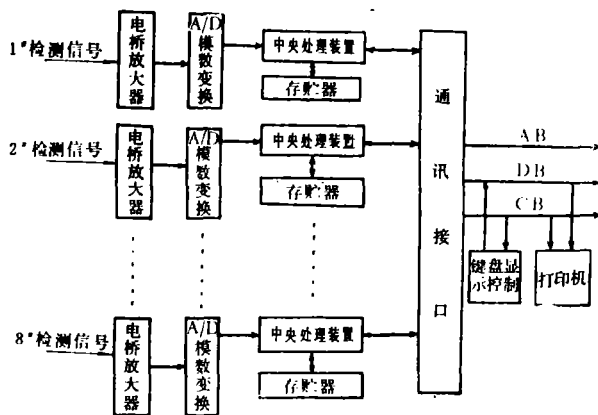 1#检测信号
电桥放大器
A/D模数变换
中央处理装置
存贮器
2#检测信号
电桥放大器
A/D模数变换
中央处理装置
存贮器
8#检测信号
电桥放大器
A/D模数变换
中央处理装置
存贮器
通讯接口
AB
DB
CB
键盘显
示控制
打印机